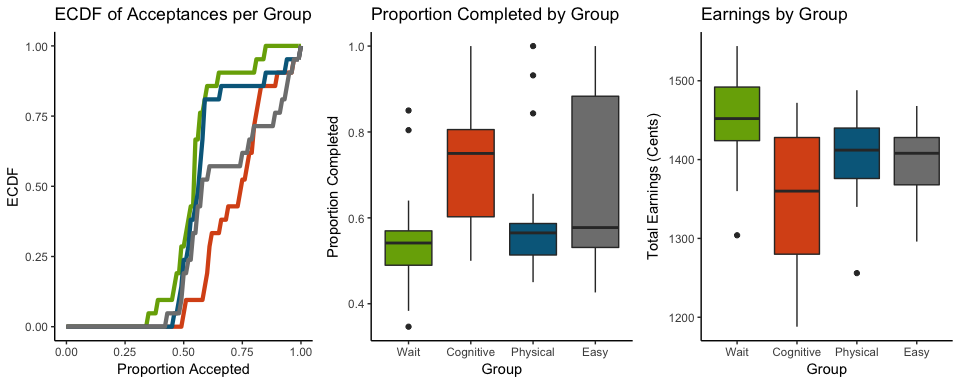 ECDF of Acceptances per Group
ECDF
1.00
0.75
0.50
0.25
0.00
0.00 0.25 0.50 0.75 1.00
Proportion Accepted
Proportion Completed by Group
Proportion Completed
1.0
0.8
0.6
0.4
Wait Cognitive Physical Easy
Group
Earnings by Group
Total Earnings (Cents)
1500
1400
1300
1200
Wait Cognitive Physical Easy
Group